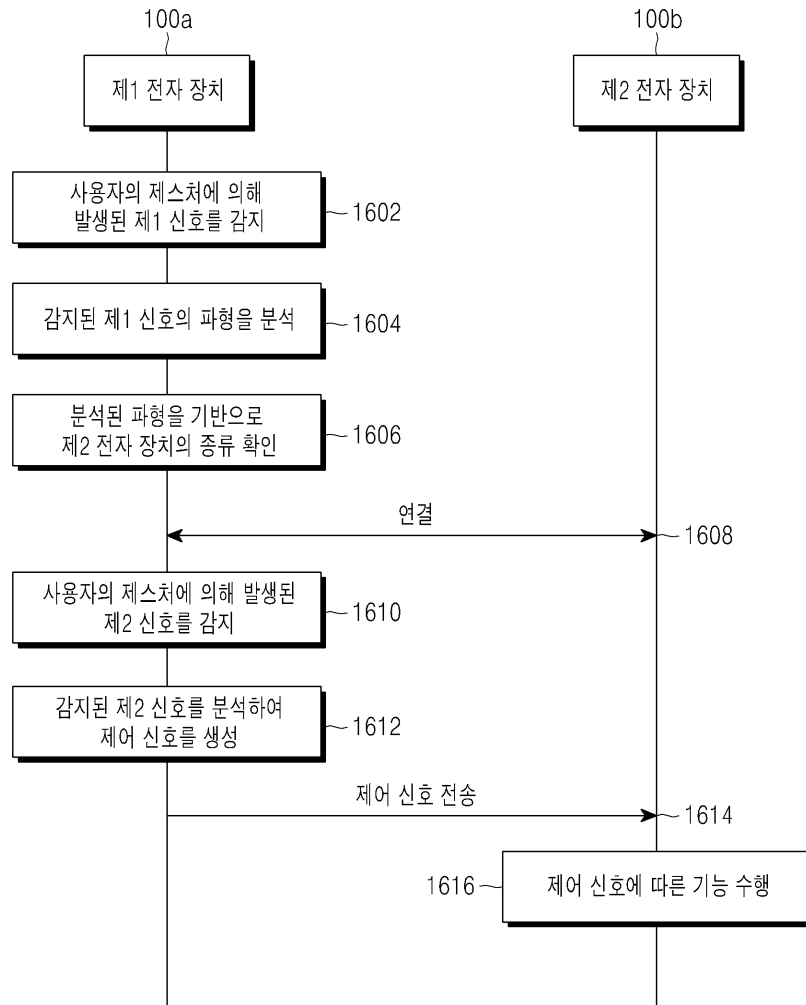 100a
100b
제1 전자 장치
제2 전자 장치
사용자의 제스처에 의해
발생된 제1 신호를 감지
1602
감지된 제1 신호의 파형을 분석
1604
분석된 파형을 기반으로
제2 전자 장치의 종류 확인
1606
연결
1608
사용자의 제스처에 의해 발생된
제2 신호를 감지
1610
감지된 제2 신호를 분석하여
제어 신호를 생성
1612
제어 신호 전송
1614
1616
제어 신호에 따른 기능 수행